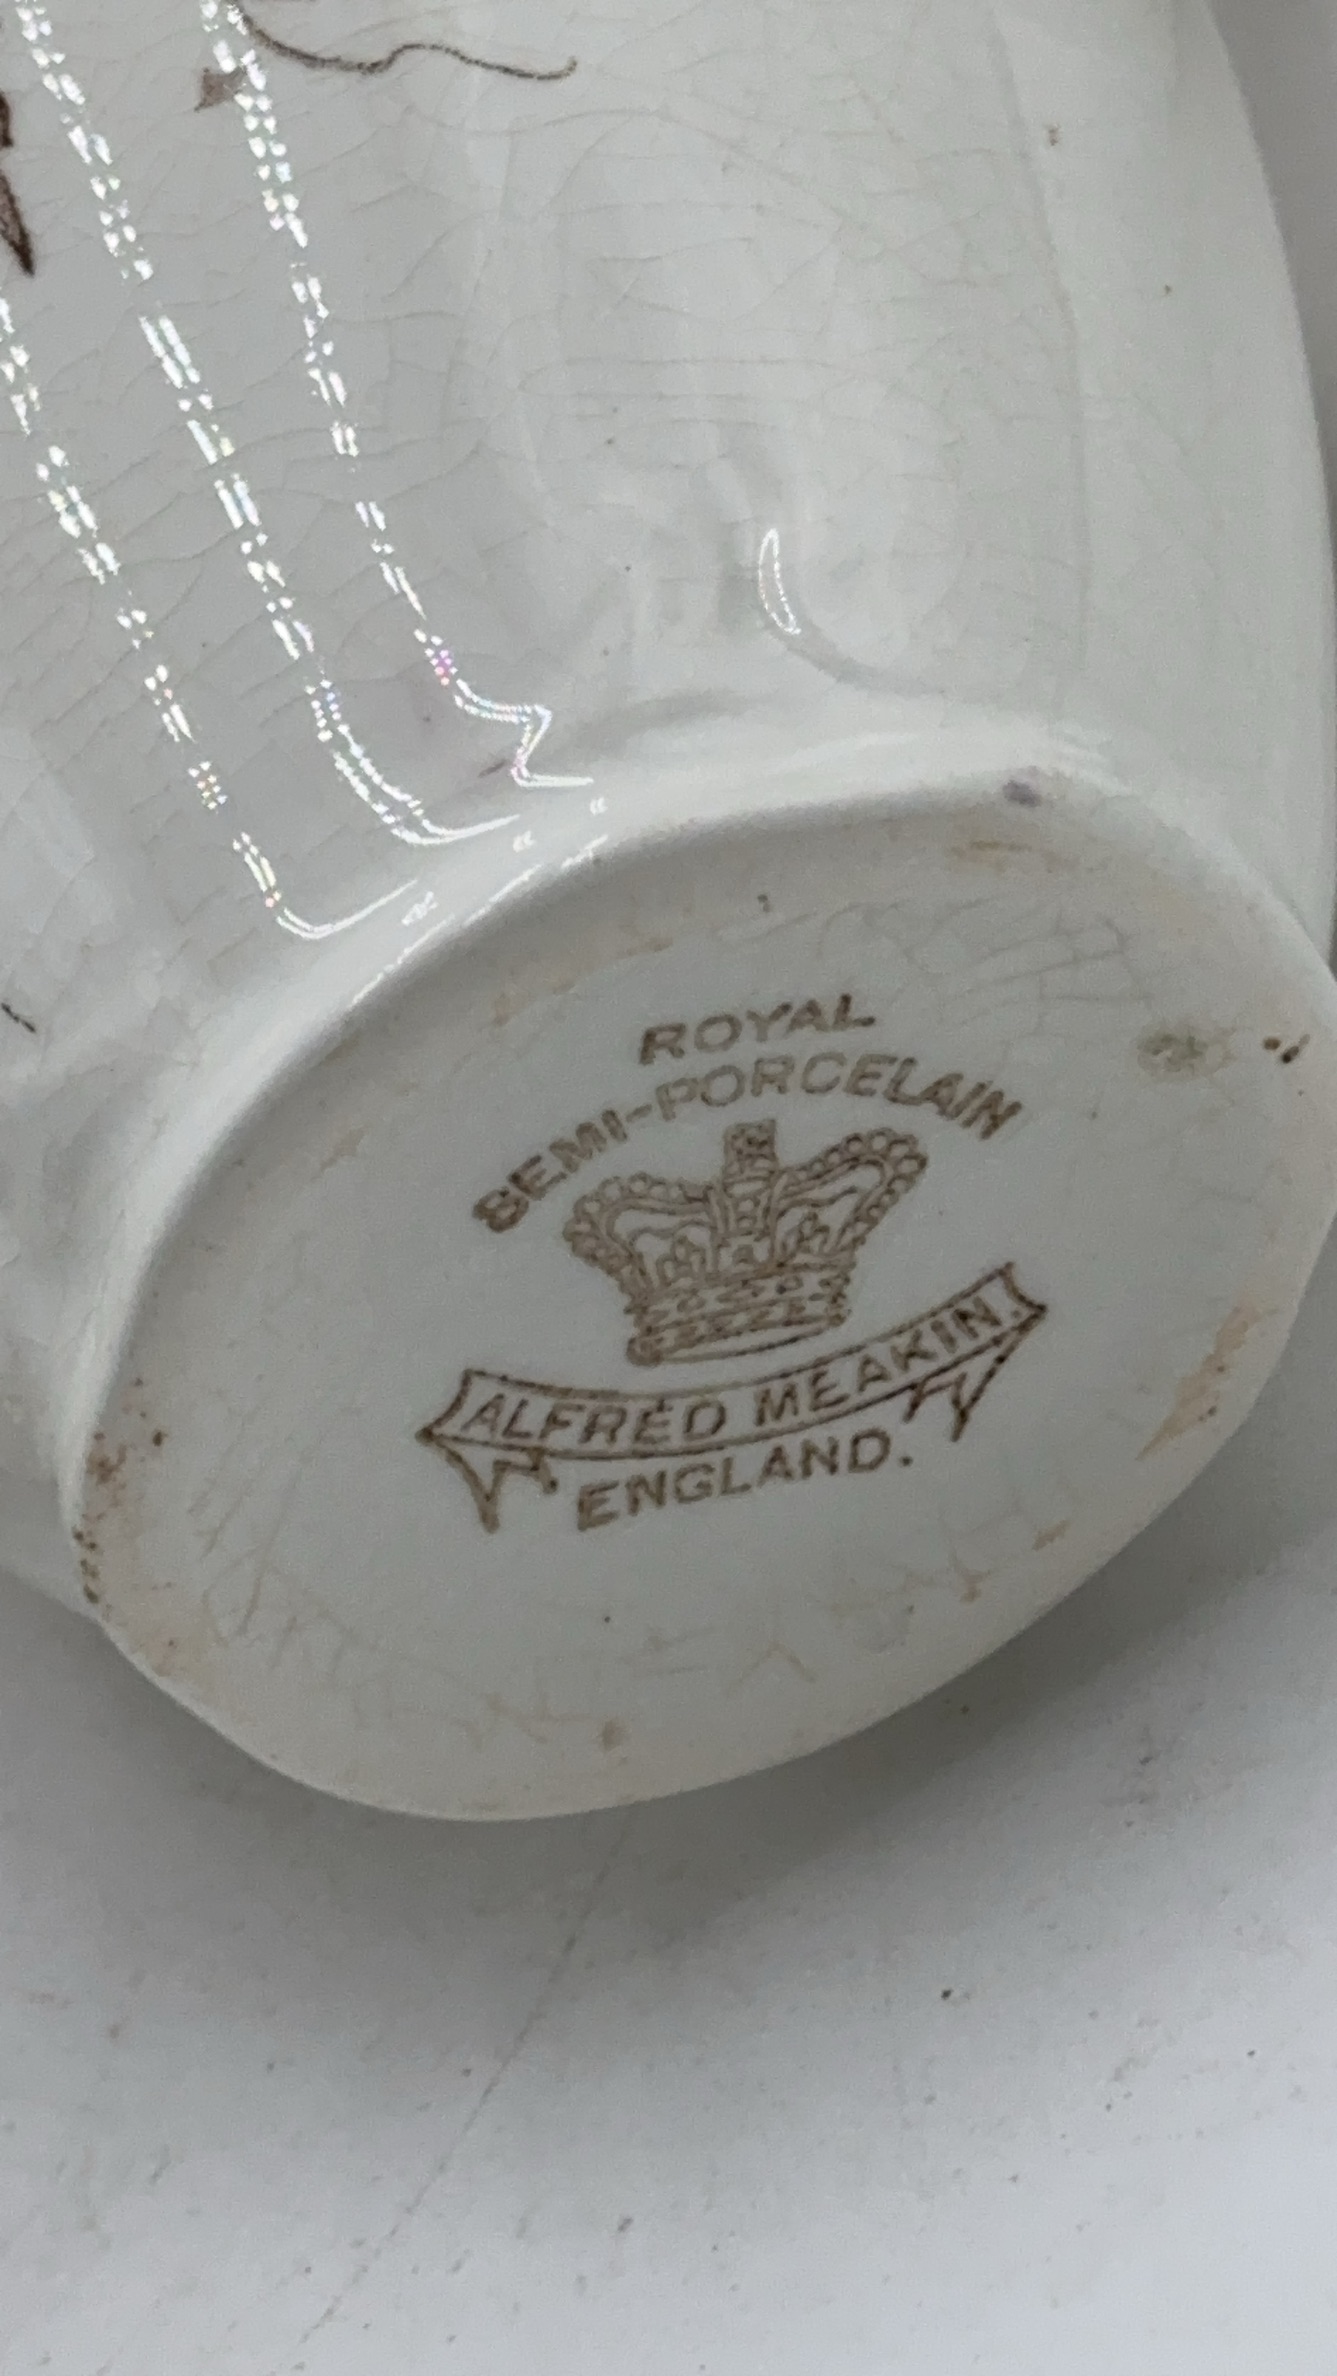 ROYAL
SEMI-PORCELAIN
ALFRED MEAKIN.
ENGLAND.